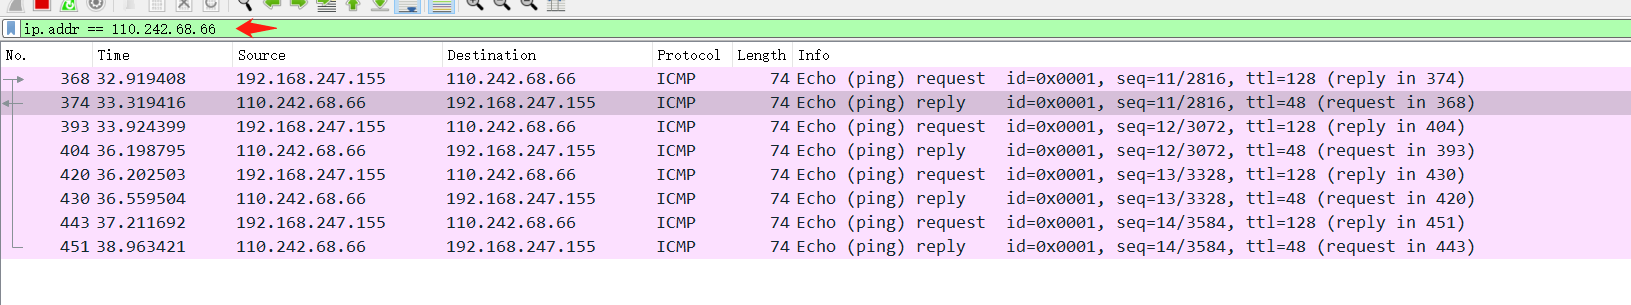 ip.addr == 110.242.68.66
No. Time Source Destination Protocol Length Info
368 32.919408 192.168.247.155 110.242.68.66 ICMP 74 Echo (ping) request id=0x0001, seq=11/2816, ttl=128 (reply in 374)
374 33.319416 110.242.68.66 192.168.247.155 ICMP 74 Echo (ping) reply id=0x0001, seq=11/2816, ttl=48 (request in 368)
393 33.924399 192.168.247.155 110.242.68.66 ICMP 74 Echo (ping) request id=0x0001, seq=12/3072, ttl=128 (reply in 404)
404 36.198795 110.242.68.66 192.168.247.155 ICMP 74 Echo (ping) reply id=0x0001, seq=12/3072, ttl=48 (request in 393)
420 36.202503 192.168.247.155 110.242.68.66 ICMP 74 Echo (ping) request id=0x0001, seq=13/3328, ttl=128 (reply in 430)
430 36.559504 110.242.68.66 192.168.247.155 ICMP 74 Echo (ping) reply id=0x0001, seq=13/3328, ttl=48 (request in 420)
443 37.211692 192.168.247.155 110.242.68.66 ICMP 74 Echo (ping) request id=0x0001, seq=14/3584, ttl=128 (reply in 451)
451 38.963421 110.242.68.66 192.168.247.155 ICMP 74 Echo (ping) reply id=0x0001, seq=14/3584, ttl=48 (request in 443)